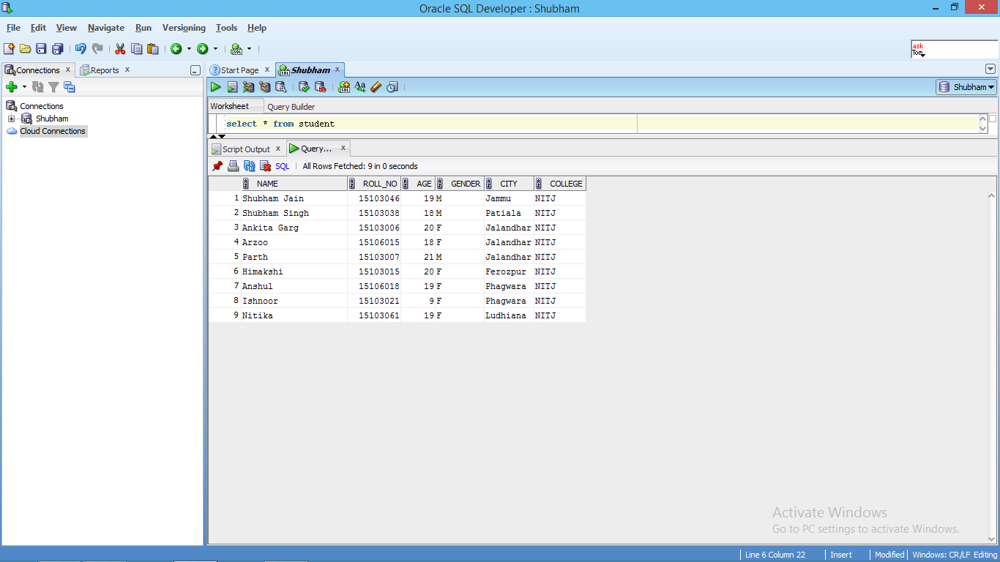 Oracle SQL Developer : Shubham
File Edit View Navigate Run Versioning Tools Help
ask
Tom
Connections x Reports x
Start Page x Shubham x
Shubham
Connections
Shubham
Cloud Connections
Worksheet Query Builder
select * from student
Script Output x Query... x
SQL | All Rows Fetched: 9 in 0 seconds
NAME ROLL_NO AGE GENDER CITY COLLEGE
1 Shubham Jain 15103046 19 M Jammu NITJ
2 Shubham Singh 15103038 18 M Patiala NITJ
3 Ankita Garg 15103006 20 F Jalandhar NITJ
4 Arzoo 15106015 18 F Jalandhar NITJ
5 Parth 15103007 21 M Jalandhar NITJ
6 Himakshi 15103015 20 F Ferozpur NITJ
7 Anshul 15106018 19 F Phagwara NITJ
8 Ishnoor 15103021 9 F Phagwara NITJ
9 Nitika 15103061 19 F Ludhiana NITJ
Activate Windows
Go to PC settings to activate Windows.
Line 6 Column 22 Insert Modified Windows: CR/LF Editing